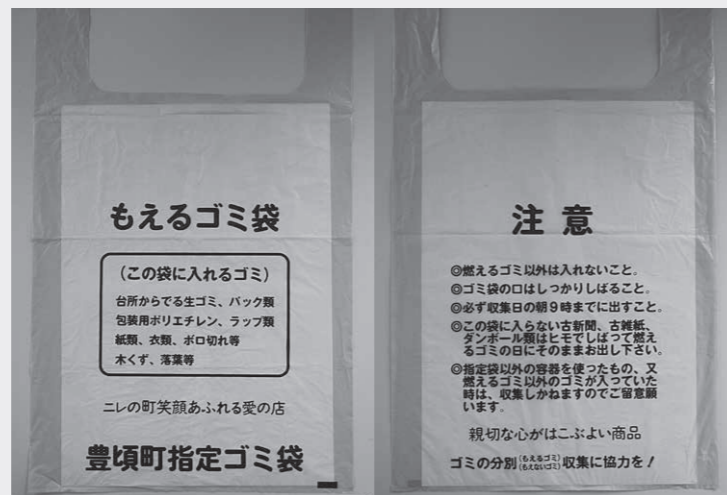 もえるゴミ袋
(この袋に入れるゴミ)
台所からでる生ゴミ、パック類
包装用ポリエチレン、ラップ類
紙類、衣類、ボロ切れ等
木くず、落葉等
ニレの町笑顔あふれる愛の店
豊頃町指定ゴミ袋
注意
◎燃えるゴミ以外は入れないこと。
◎ゴミ袋の口はしっかりしばること。
◎必ず収集日の朝9時までに出すこと。
◎この袋に入らない古新聞、古雑紙、
ダンボール類はヒモでしばって燃え
るゴミの日にそのままお出し下さい。
◎指定袋以外の容器を使つたもの、又
燃えるゴミ以外のゴミが入つていた
時は、収集しかねますのでご留意願
います。
親切な心がはこぶよい商品
ゴミの分別(もえるゴミ/もえないゴミ)収集に協力を!